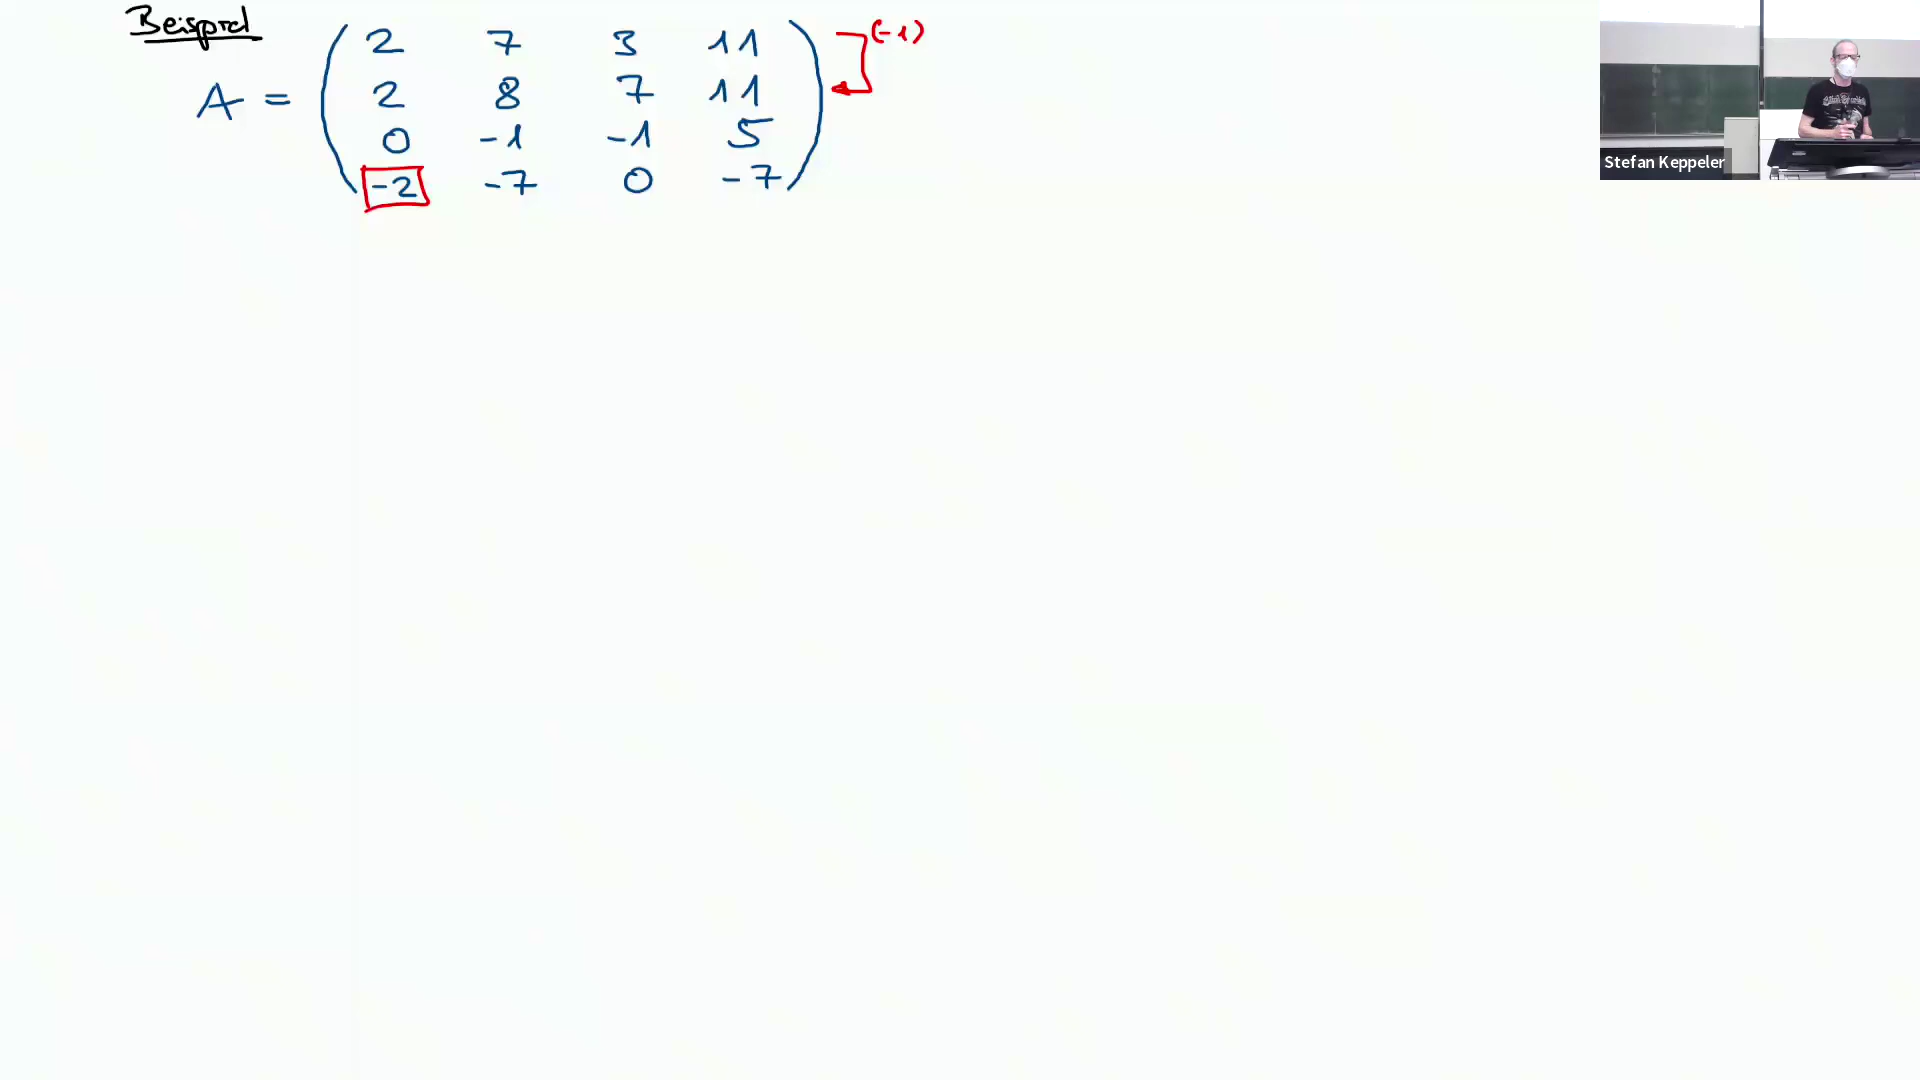 Beispiel
A = ( 2 7 3 11 ) (-1)
2 8 7 11
0 -1 -1 5
-2 -7 0 -7
Stefan Keppeler